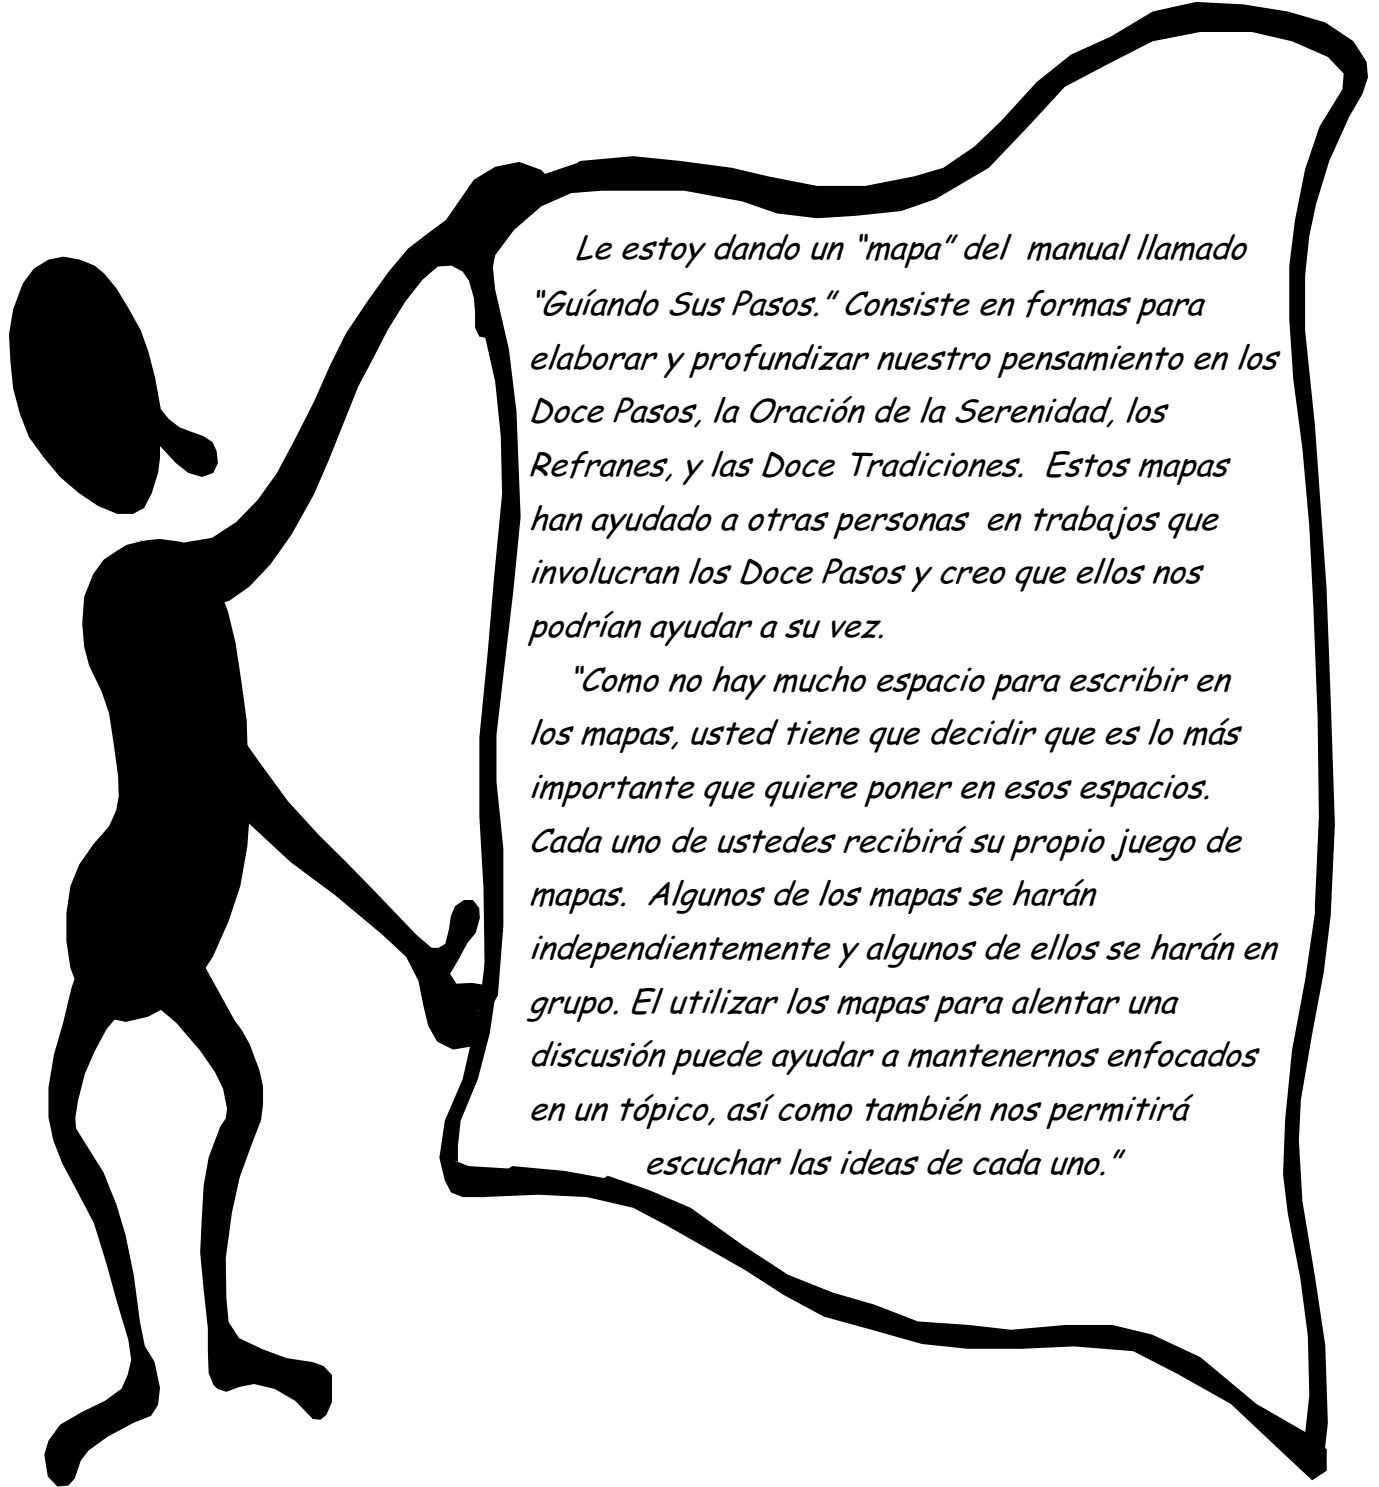 Le estoy dando un “mapa” del  manual llamado
“Guíando Sus Pasos.” Consiste en formas para
elaborar y profundizar nuestro pensamiento en los
Doce Pasos, la Oración de la Serenidad, los
Refranes, y las Doce Tradiciones.  Estos mapas
han ayudado a otras personas  en trabajos que
involucran los Doce Pasos y creo que ellos nos
podrían ayudar a su vez.
“Como no hay mucho espacio para escribir en
los mapas, usted tiene que decidir que es lo más
importante que quiere poner en esos espacios.
Cada uno de ustedes recibirá su propio juego de
mapas.  Algunos de los mapas se harán
independientemente y algunos de ellos se harán en
grupo. El utilizar los mapas para alentar una
discusión puede ayudar a mantenernos enfocados
en un tópico, así como también nos permitirá
escuchar las ideas de cada uno.”